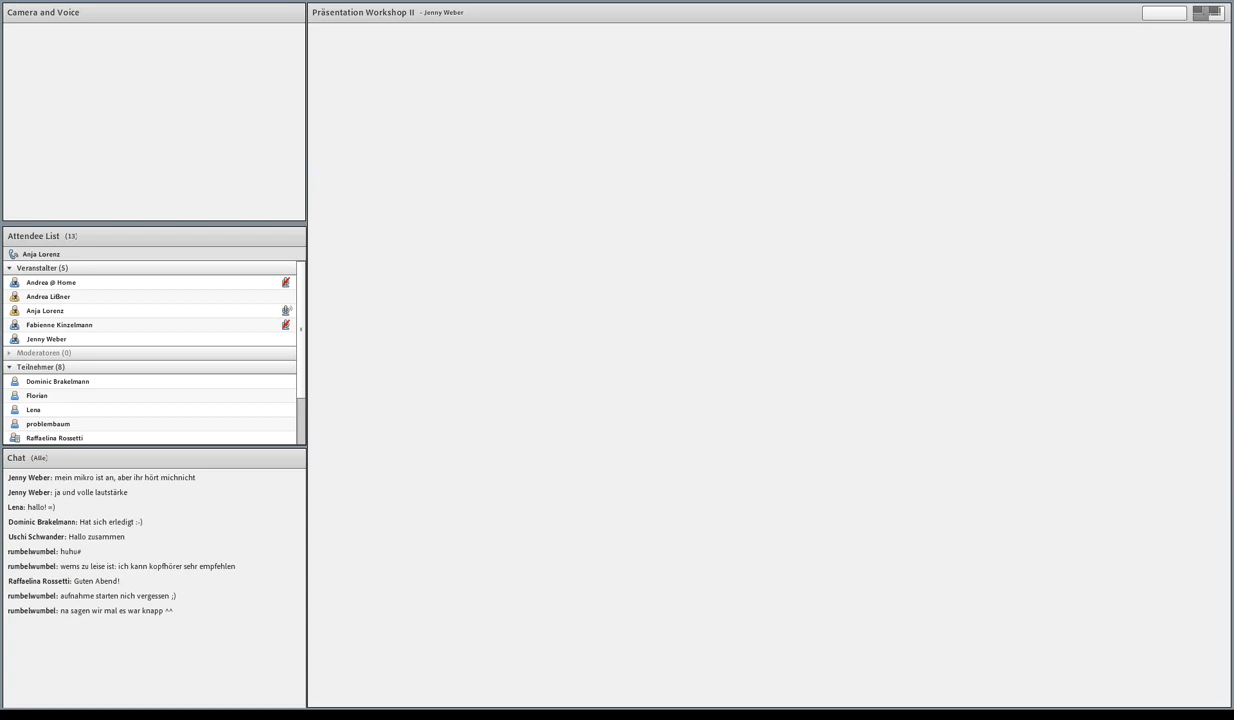 Camera and Voice
Präsentation Workshop II - Jenny Weber
Attendee List (13)
Anja Lorenz
Veranstalter (5)
Andrea @ Home
Andrea Lißner
Anja Lorenz
Fabienne Kinzelmann
Jenny Weber
Moderatoren (0)
Teilnehmer (8)
Dominic Brakelmann
Florian
Lena
problembaum
Raffaelina Rossetti
Chat (Alle)
Jenny Weber: mein mikro ist an, aber ihr hört michnicht
Jenny Weber: ja und volle lautstärke
Lena: hallo! =)
Dominic Brakelmann: Hat sich erledigt :-)
Uschi Schwander: Hallo zusammen
rumbelwumbel: huhu#
rumbelwumbel: wems zu leise ist: ich kann kopfhörer sehr empfehlen
Raffaelina Rossetti: Guten Abend!
rumbelwumbel: aufnahme starten nich vergessen ;)
rumbelwumbel: na sagen wir mal es war knapp ^^